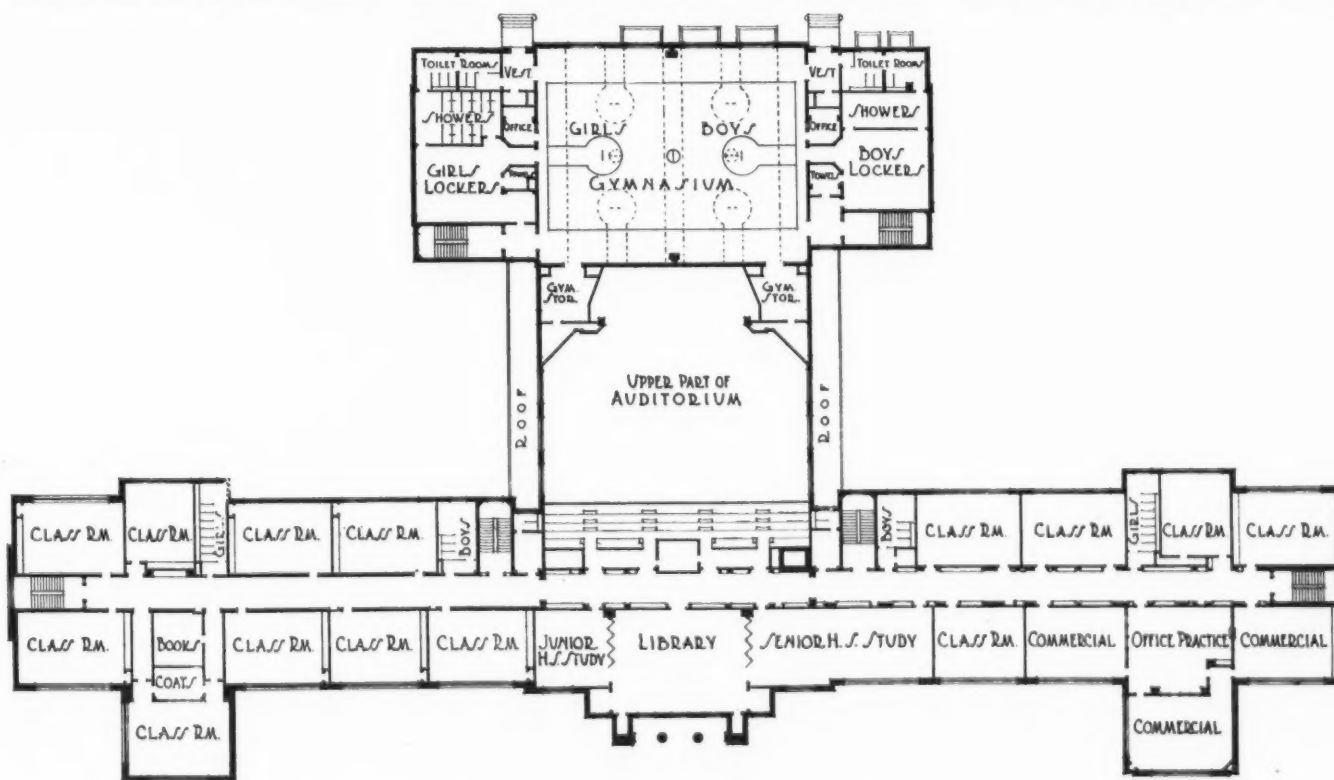 TOILET ROOMS
VEST.
VEST.
TOILET ROOMS
SHOWERS
OFFICE
GIRLS
BOYS
OFFICE
SHOWERS
GIRLS
LOCKERS
TOWELS
GYMNASIUM
TOWELS
BOYS
LOCKERS
GYM.
STOR.
GYM
STOR.
ROOF
UPPER PART OF
AUDITORIUM
ROOF
CLASS RM.
CLASS RM.
GIRLS
CLASS RM.
CLASS RM.
BOYS
BOYS
CLASS RM.
CLASS RM.
GIRLS
CLASS RM.
CLASS RM.
CLASS RM.
BOOKS
CLASS RM.
CLASS RM.
CLASS RM.
JUNIOR
H.S. STUDY
LIBRARY
SENIOR H.S. STUDY
CLASS RM.
COMMERCIAL
OFFICE PRACTICE
COMMERCIAL
COATS
CLASS RM.
COMMERCIAL